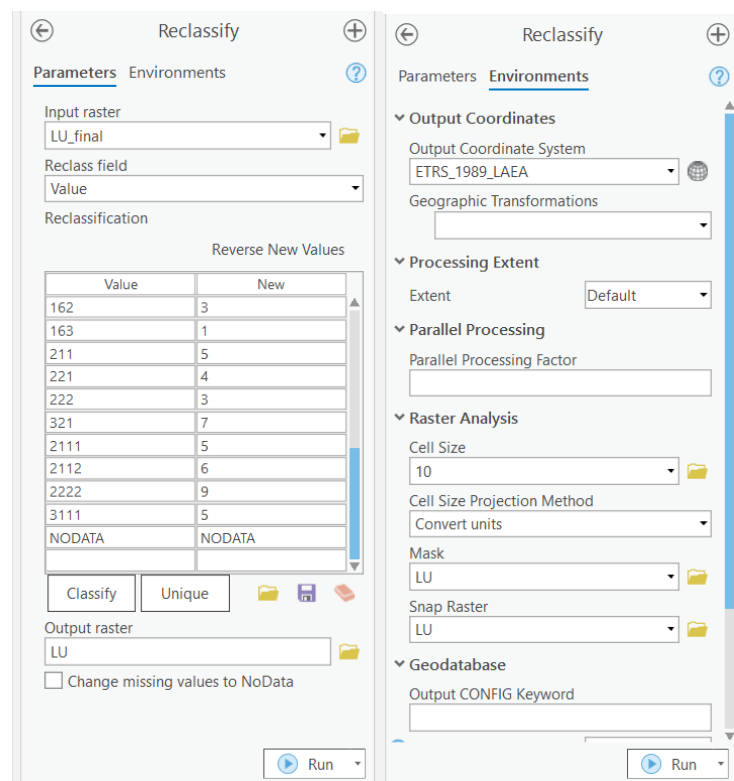 Reclassify
Parameters Environments
Input raster
LU_final
Reclass field
Value
Reclassification
Reverse New Values
Value New
162 3
163 1
211 5
221 4
222 3
321 7
2111 5
2112 6
2222 9
3111 5
NODATA NODATA
Classify Unique
Output raster
LU
Change missing values to NoData
Run
Reclassify
Parameters Environments
?
Output Coordinates
Output Coordinate System
ETRS_1989_LAEA
Geographic Transformations
Processing Extent
Extent Default
Parallel Processing
Parallel Processing Factor
Raster Analysis
Cell Size
10
Cell Size Projection Method
Convert units
Mask
LU
Snap Raster
LU
Geodatabase
Output CONFIG Keyword
Run